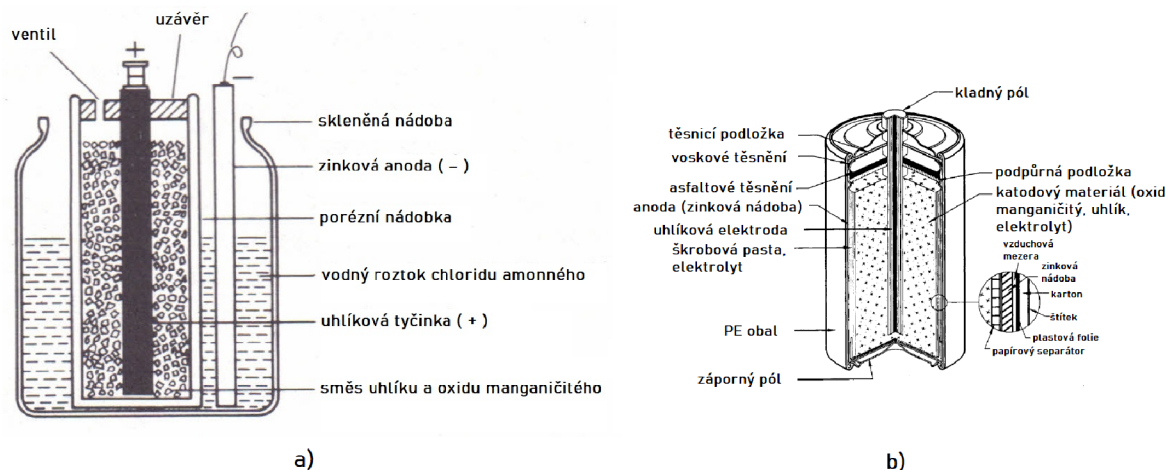 uzávěr
ventil
+
−
skleněná nádoba
zinková anoda ( − )
porézní nádobka
vodný roztok chloridu amonného
uhlíková tyčinka ( + )
směs uhlíku a oxidu manganičitého
a)
kladný pól
těsnicí podložka
voskové těsnění
asfaltové těsnění
anoda (zinková nádoba)
uhlíková elektroda
škrobová pasta,
elektrolyt
PE obal
záporný pól
podpůrná podložka
katodový materiál (oxid
manganičitý, uhlík,
elektrolyt)
vzduchová
mezera
zinková
nádoba
karton
štítek
plastová folie
papírový separátor
b)